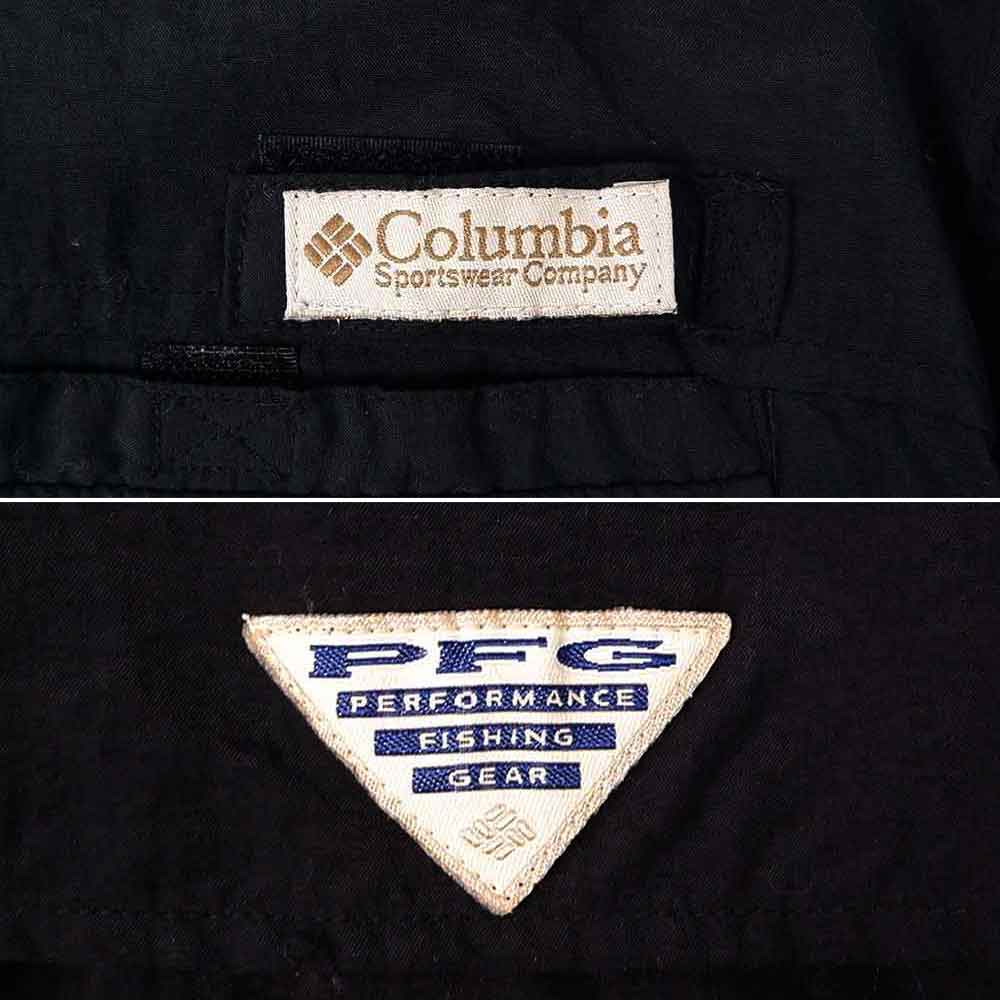 Columbia
Sportswear Company
PFG
PERFORMANCE
FISHING
GEAR